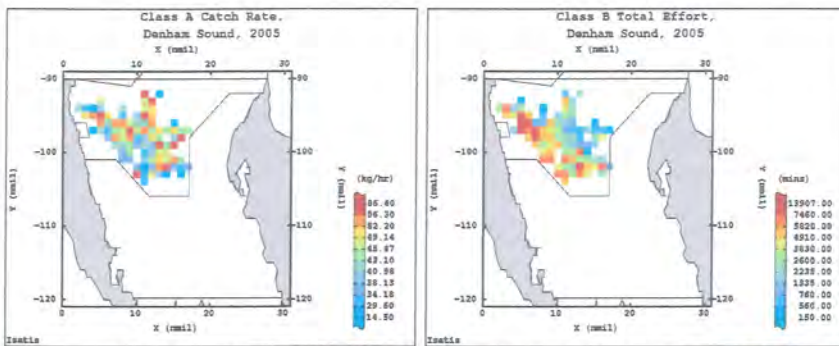 Class A Catch Rate,
Denham Sound, 2005
X (nmil)
0 10 20 30
-90 -90
-100 -100
-110 -110
-120 -120
Y (nmil)
Y (nmil)
(kg/hr)
86.40
56.30
52.20
49.14
45.87
43.10
40.98
38.13
34.18
29.60
14.50
0 10 20 30
X (nmil)
Isatis
Class B Total Effort,
Denham Sound, 2005
X (nmil)
0 10 20 30
-90 -90
-100 -100
-110 -110
-120 -120
Y (nmil)
Y (nmil)
(mins)
13907.00
7460.00
5820.00
4910.00
3630.00
2600.00
2235.00
1535.00
760.00
560.00
150.00
0 10 20 30
X (nmil)
Isatis